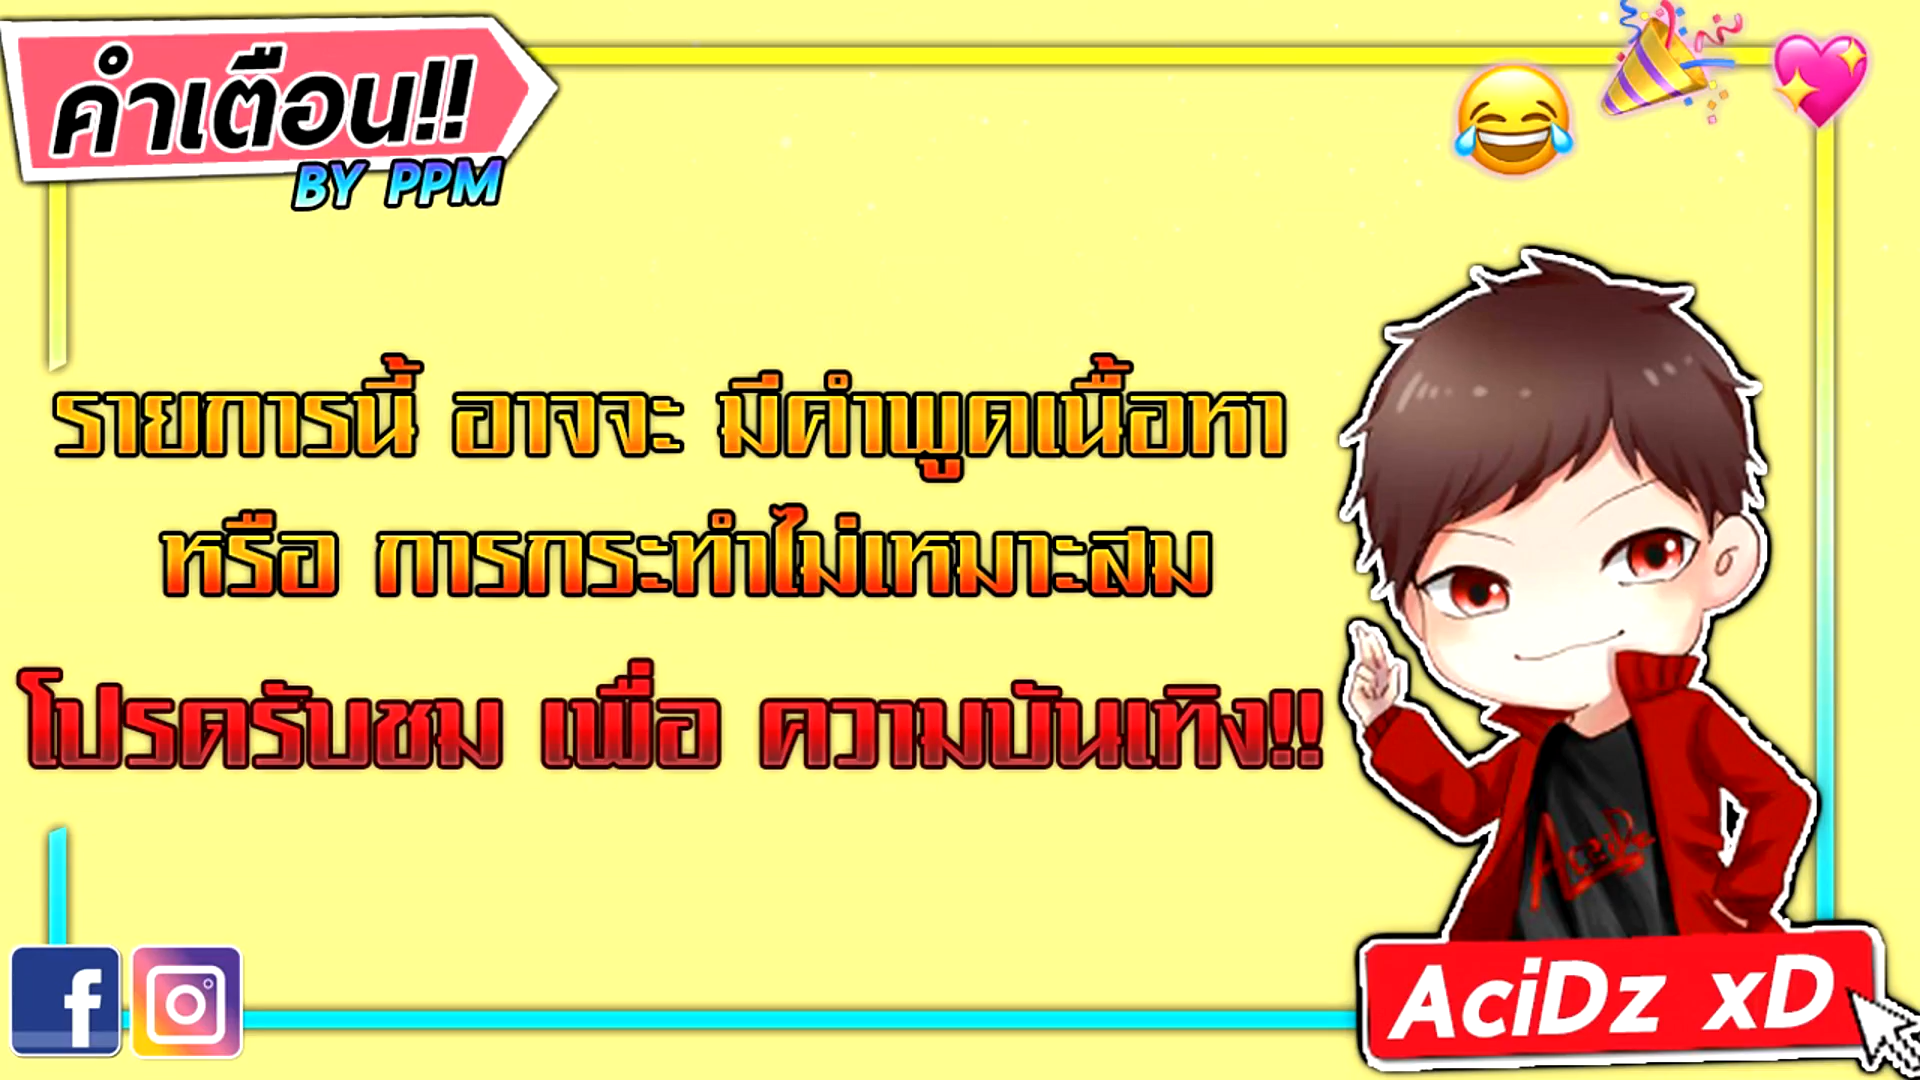 คำเตือน!!
BY PPM
รายการนี้ อาจจะ มีคำพูดเนื้อหา
หรือ การกระทำไม่เหมาะสม
โปรดรับชม เพื่อ ความบันเทิง!!
AciDz xD